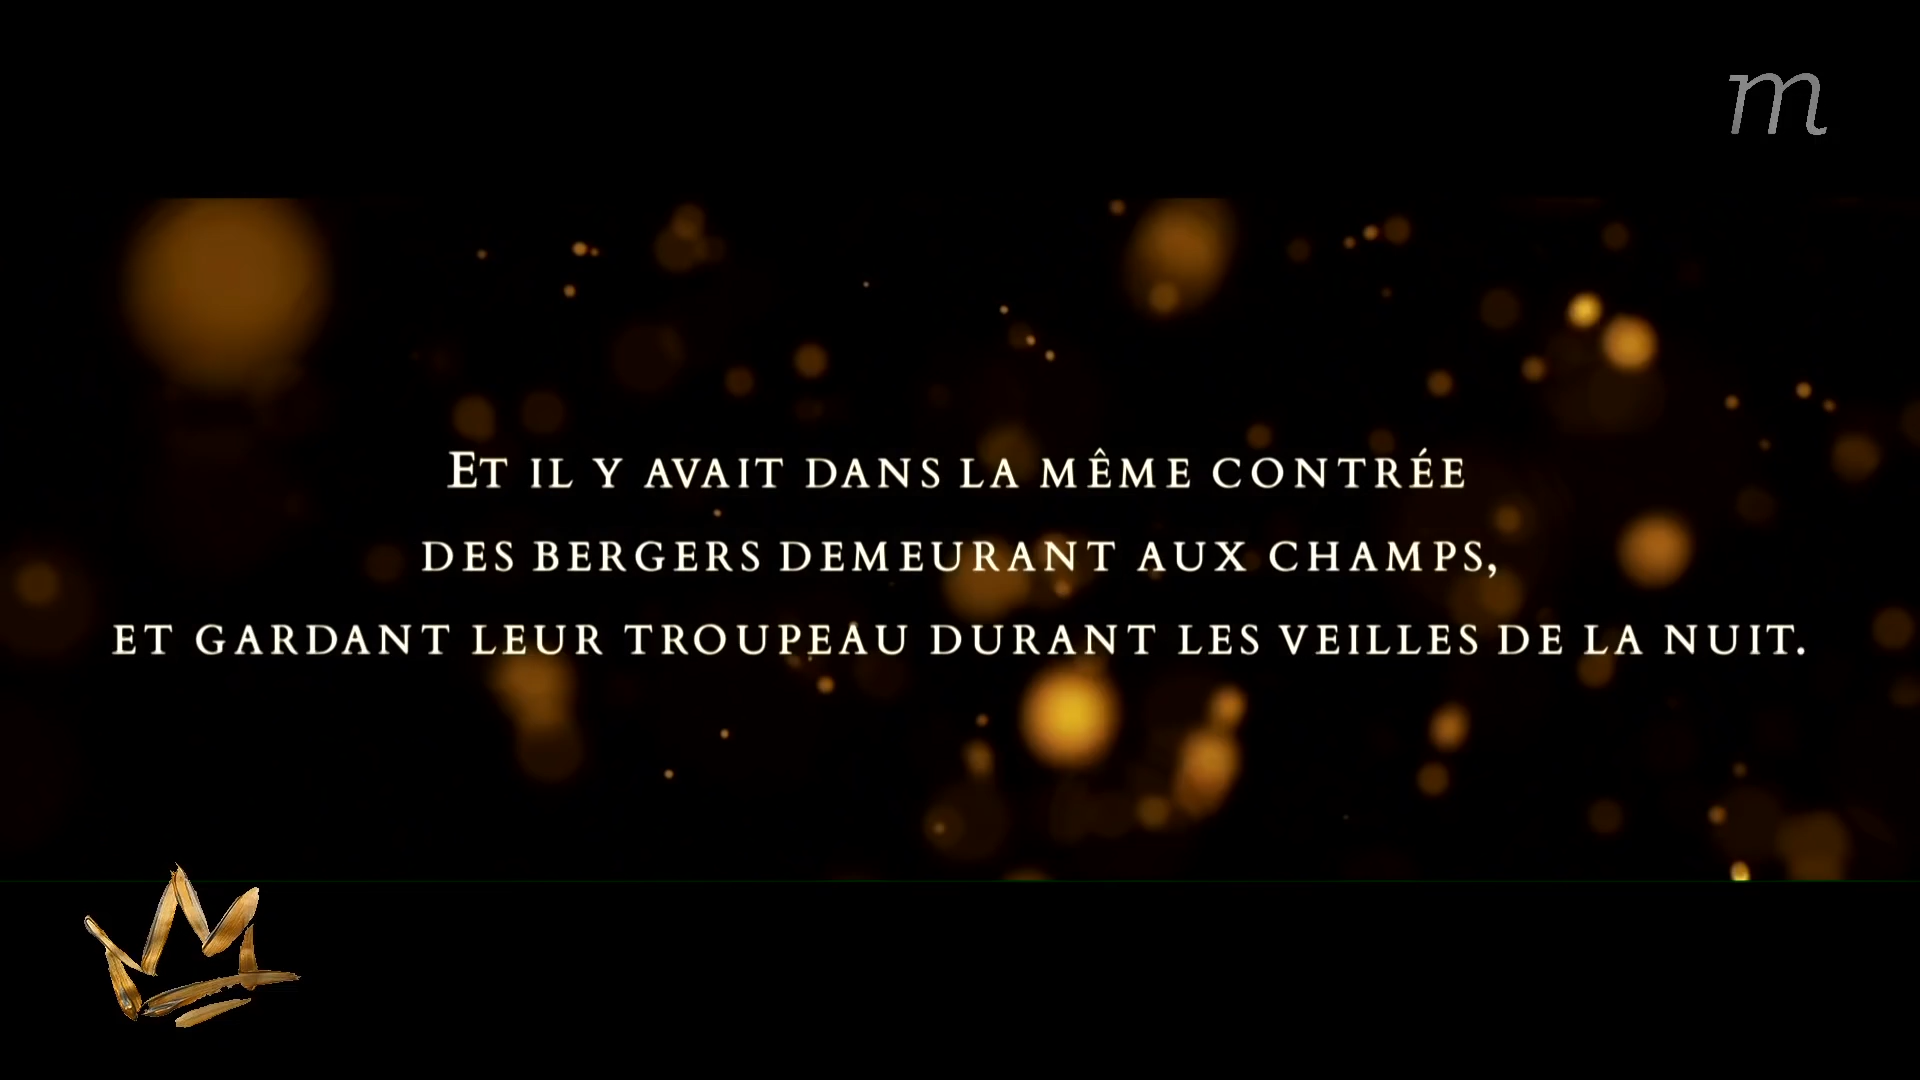 m
Et il y avait dans la même contrée
des bergers demeurant aux champs,
et gardant leur troupeau durant les veilles de la nuit.